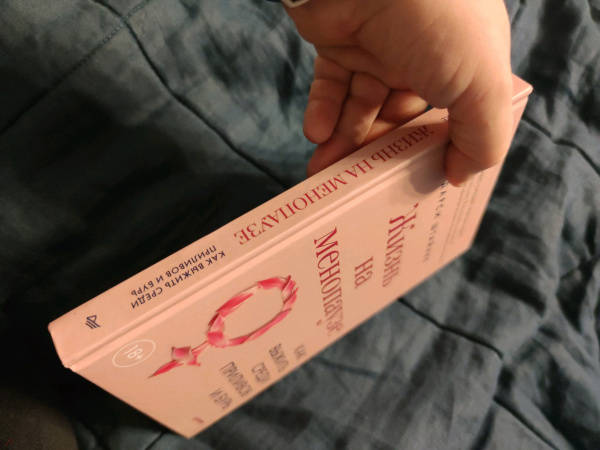 ЖИЗНЬ НА МЕНОПАУЗЕ
КАК ВЫЖИТЬ СРЕДИ
ПРИЛИВОВ И БУРЬ
Жизнь
на
менопаузе
КАК
ВЫЖИТЬ
СРЕДИ
ПРИЛИВОВ
И БУРЬ
18+